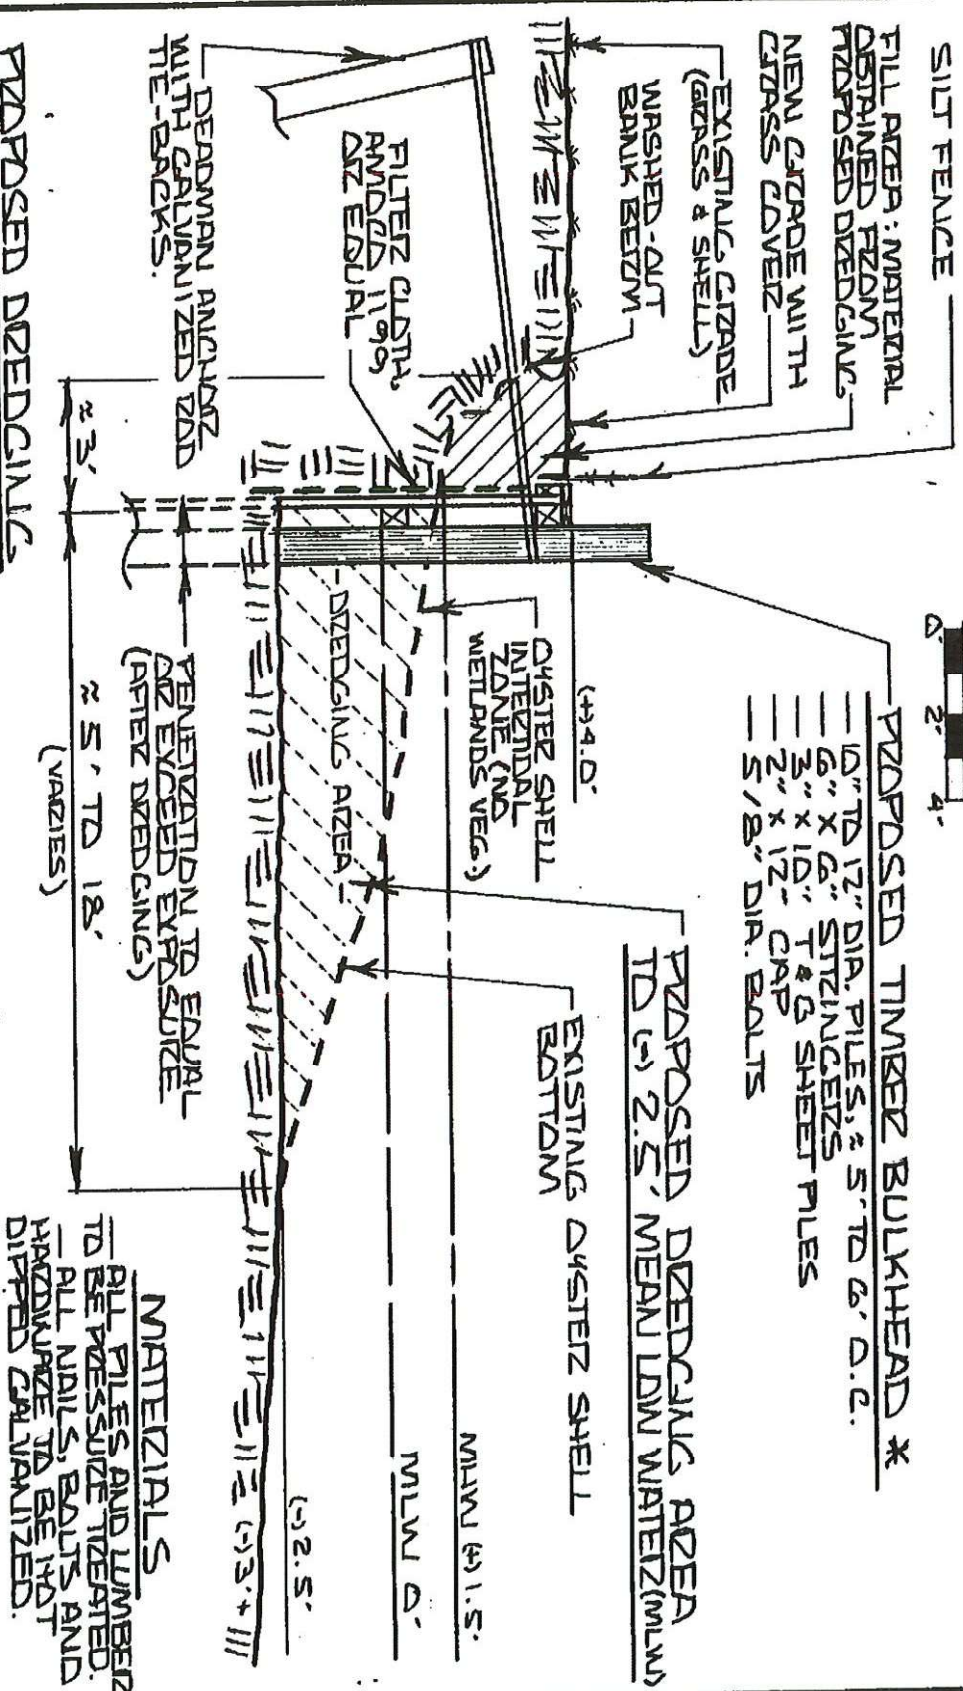 SILT FENCE
FILL AREA: MATERIAL
OBTAINED FROM
PROPOSED DREDGING
NEW GRADE WITH
GRASS COVER
EXISTING GRADE
(GRASS & SHELL)
WASHED-OUT
BANK BERM
FILTER CLOTH,
AMOCO 1199,
OR EQUAL
DEADMAN ANCHOR
WITH GALVANIZED ROD
TIE-BACKS.
PROPOSED DREDGING
0' 2' 4'
PROPOSED TIMBER BULKHEAD *
— 10" TO 12" DIA. PILES, ≈ 5' TO 6' O.C.
— 6" X 6" STRINGERS
— 3" X 10" T & G SHEET PILES
— 2" X 12" CAP
— 5/8" DIA. BOLTS
PROPOSED DREDGING AREA
TO (-) 2.5' MEAN LOW WATER (MLW)
EXISTING OYSTER SHELL
BOTTOM
(+)4.0'
OYSTER SHELL
INTERTIDAL
ZONE (NO
WETLANDS VEG.)
-DREDGING AREA-
MHW (+) 1.5'
MLW 0'
(-) 2.5'
(-) 3' +
≈ 3'
PENETRATION TO EQUAL
OR EXCEED EXPOSURE
(AFTER DREDGING)
≈ 5' TO 18'
(VARIES)
MATERIALS
— ALL PILES AND LUMBER
TO BE PRESSURE TREATED.
— ALL NAILS, BOLTS AND
HARDWARE TO BE HOT
DIPPED GALVANIZED.